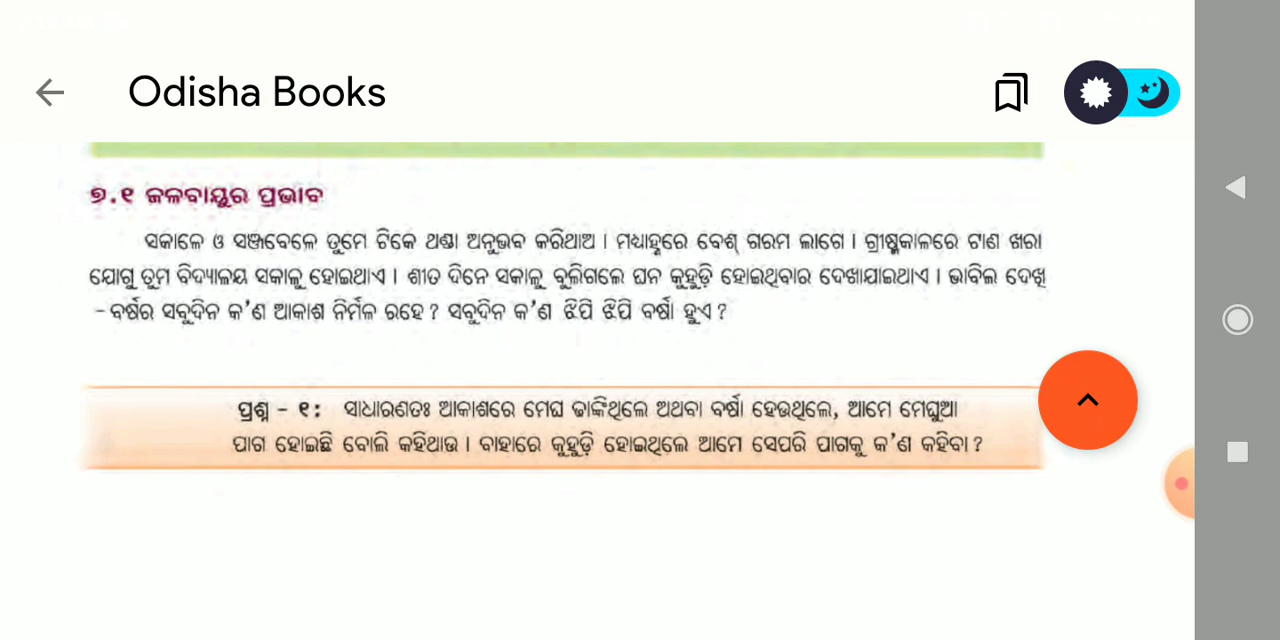 Odisha Books
୭.୧ ଜଳବାୟୁର ପ୍ରଭାବ
ସକାଳେ ଓ ସଞ୍ଜବେଳେ ତୁମେ ଟିକେ ଥଣ୍ଡା ଅନୁଭବ କରିଥାଅ । ମଧ୍ୟାହ୍ନରେ ବେଶ୍ ଗରମ ଲାଗେ । ଗ୍ରୀଷ୍ମକାଳରେ ଟାଣ ଖରା
ଯୋଗୁ ତୁମ ବିଦ୍ୟାଳୟ ସକାଳୁ ହୋଇଥାଏ । ଶୀତ ଦିନେ ସକାଳୁ ବୁଲିଗଲେ ଘନ କୁହୁଡ଼ି ହୋଇଥିବାର ଦେଖାଯାଇଥାଏ । ଭାବିଲ ଦେଖି
- ବର୍ଷର ସବୁଦିନ କ'ଣ ଆକାଶ ନିର୍ମଳ ରହେ ? ସବୁଦିନ କ'ଣ ଝିପି ଝିପି ବର୍ଷା ହୁଏ ?
ପ୍ରଶ୍ନ - ୧ : ସାଧାରଣତଃ ଆକାଶରେ ମେଘ ଢାଙ୍କିଥିଲେ ଅଥବା ବର୍ଷା ହେଉଥିଲେ, ଆମେ ମେଘୁଆ
ପାଗ ହୋଇଛି ବୋଲି କହିଥାଉ । ବାହାରେ କୁହୁଡ଼ି ହୋଇଥିଲେ ଆମେ ସେପରି ପାଗକୁ କ'ଣ କହିବା ?